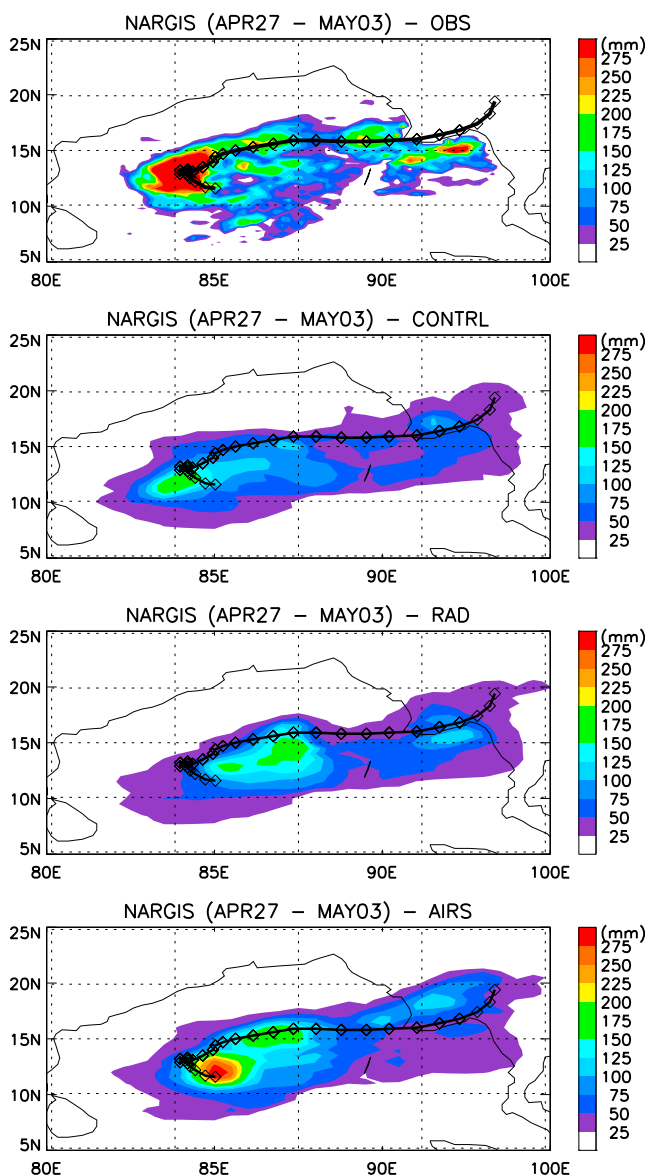 NARGIS (APR27 – MAY03) – OBS
25N
20N
15N
10N
5N
80E 85E 90E 95E 100E
(mm)
275
250
225
200
175
150
125
100
75
50
25
NARGIS (APR27 – MAY03) – CONTRL
25N
20N
15N
10N
5N
80E 85E 90E 95E 100E
(mm)
275
250
225
200
175
150
125
100
75
50
25
NARGIS (APR27 – MAY03) – RAD
25N
20N
15N
10N
5N
80E 85E 90E 95E 100E
(mm)
275
250
225
200
175
150
125
100
75
50
25
NARGIS (APR27 – MAY03) – AIRS
25N
20N
15N
10N
5N
80E 85E 90E 95E 100E
(mm)
275
250
225
200
175
150
125
100
75
50
25